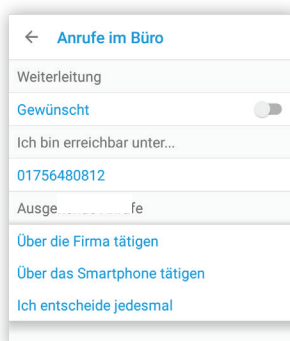 Anrufe im Büro
Weiterleitung
Gewünscht
Ich bin erreichbar unter...
01756480812
Über die Firma tätigen
Über das Smartphone tätigen
Ich entscheide jedesmal